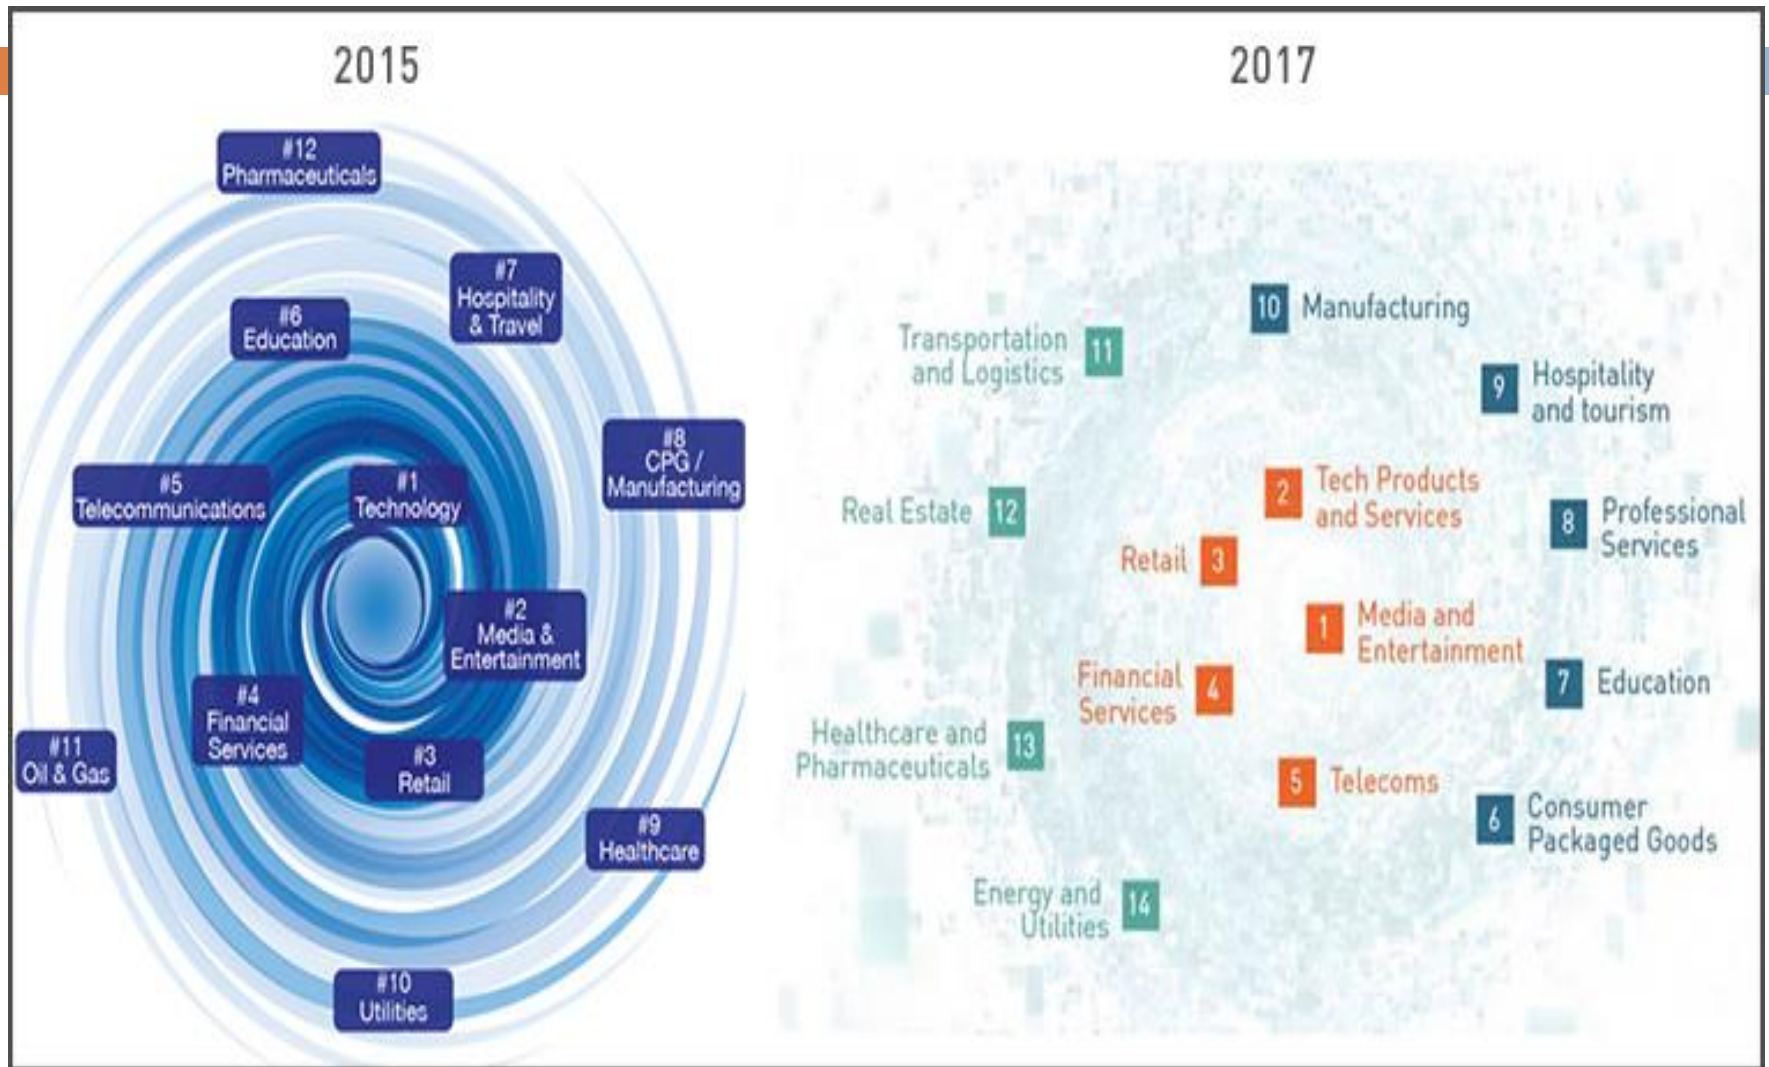 2015
#12
Pharmaceuticals
#7
Hospitality
& Travel
#6
Education
#8
CPG /
Manufacturing
#5
Telecommunications
#1
Technology
#2
Media &
Entertainment
#4
Financial
Services
#3
Retail
#11
Oil & Gas
#9
Healthcare
#10
Utilities
2017
10 Manufacturing
Transportation
and Logistics
11
9
Hospitality
and tourism
2
Tech Products
and Services
Real Estate 12
8
Professional
Services
Retail 3
1
Media and
Entertainment
Financial
Services
4
7 Education
Healthcare and
Pharmaceuticals
13
5 Telecoms
6
Consumer
Packaged Goods
Energy and
Utilities
14